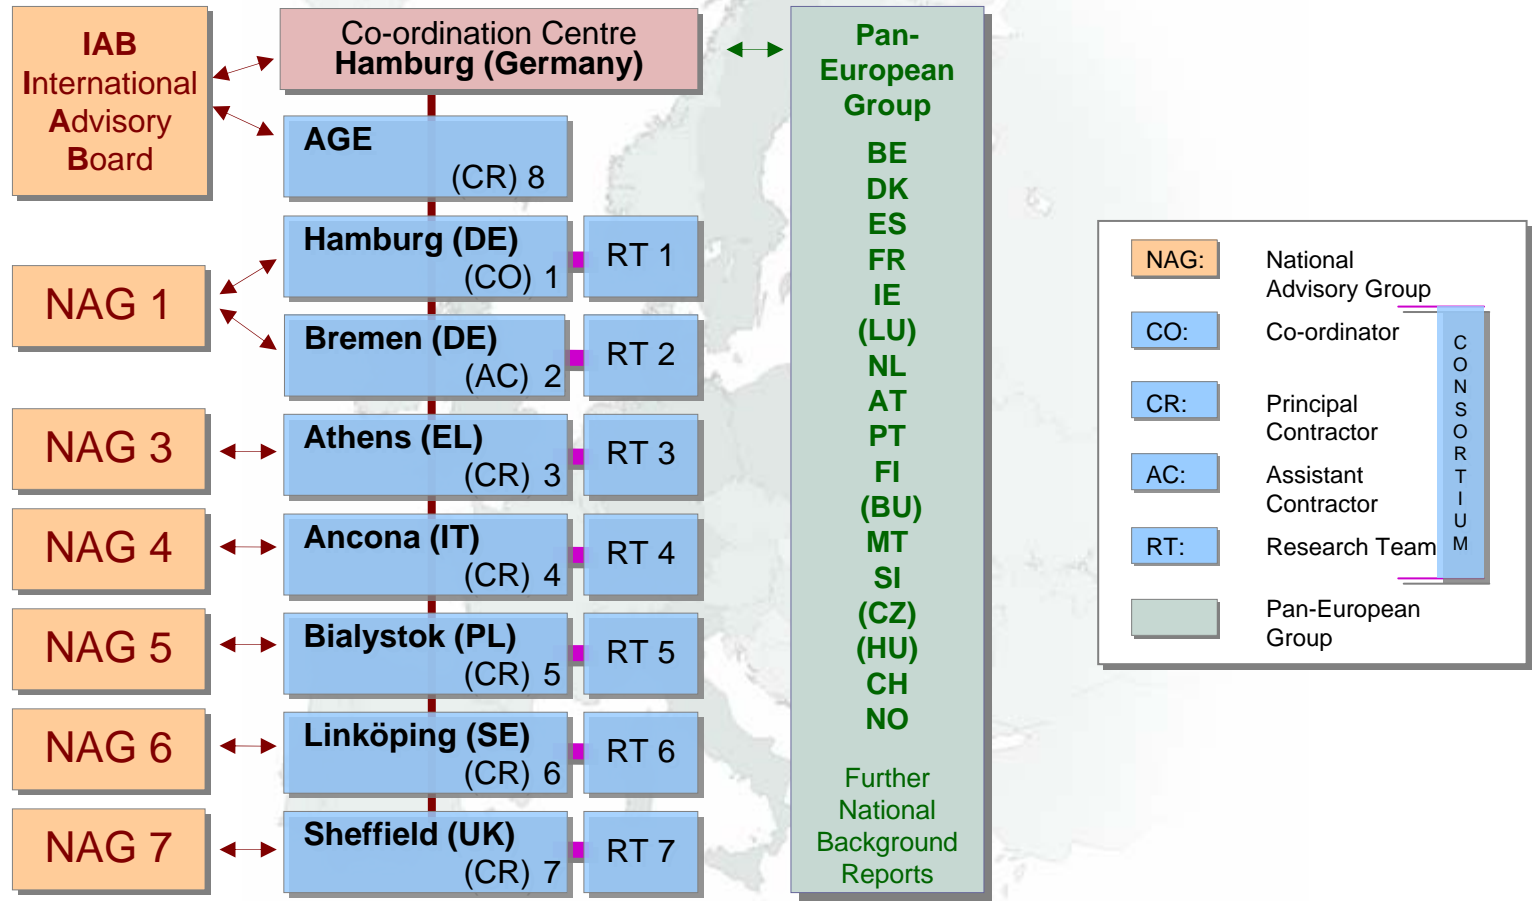 IAB
International
Advisory
Board
Co-ordination Centre
Hamburg (Germany)
AGE
(CR) 8
NAG 1
Hamburg (DE)
(CO) 1
RT 1
Bremen (DE)
(AC) 2
RT 2
NAG 3
Athens (EL)
(CR) 3
RT 3
NAG 4
Ancona (IT)
(CR) 4
RT 4
NAG 5
Bialystok (PL)
(CR) 5
RT 5
NAG 6
Linköping (SE)
(CR) 6
RT 6
NAG 7
Sheffield (UK)
(CR) 7
RT 7
Pan-
European
Group
BE
DK
ES
FR
IE
(LU)
NL
AT
PT
FI
(BU)
MT
SI
(CZ)
(HU)
CH
NO
Further
National
Background
Reports
NAG: National
Advisory Group
CO: Co-ordinator
CR: Principal
Contractor
AC: Assistant
Contractor
RT: Research Team
Pan-European
Group
CONSORTIUM